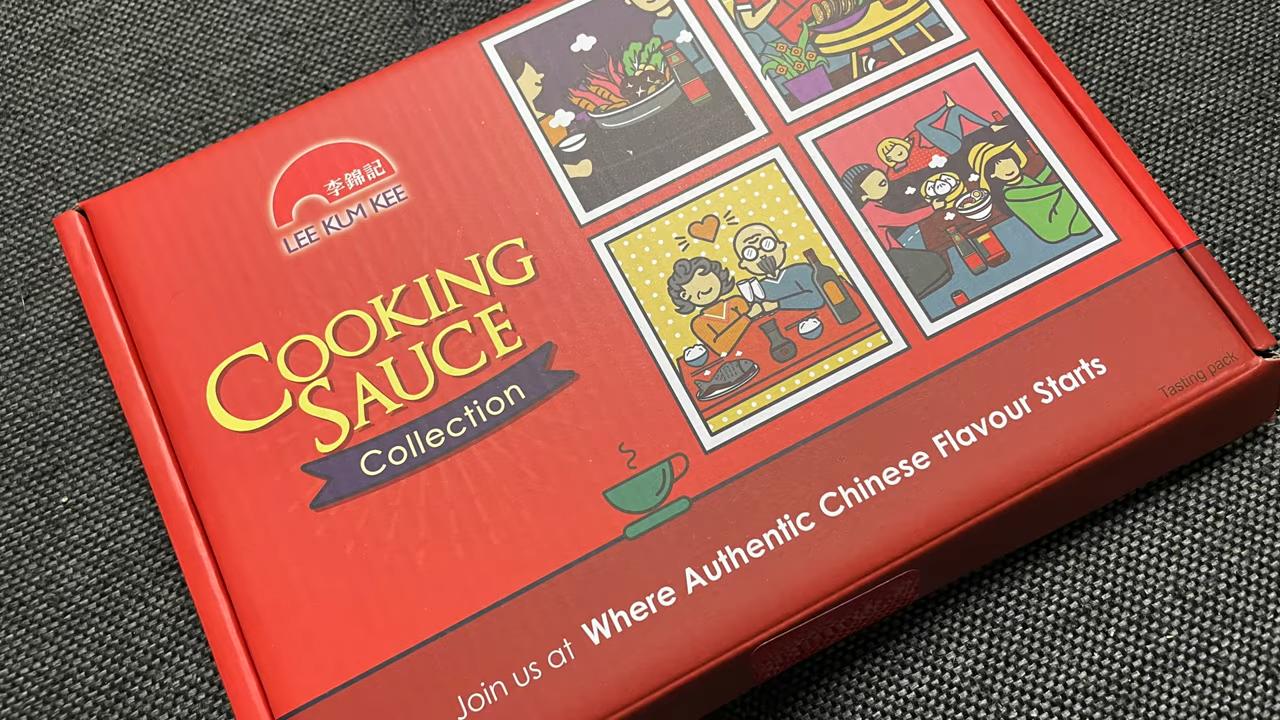 李錦記
LEE KUM KEE
COOKING
SAUCE
Collection
Join us at Where Authentic Chinese Flavour Starts
Tasting pack